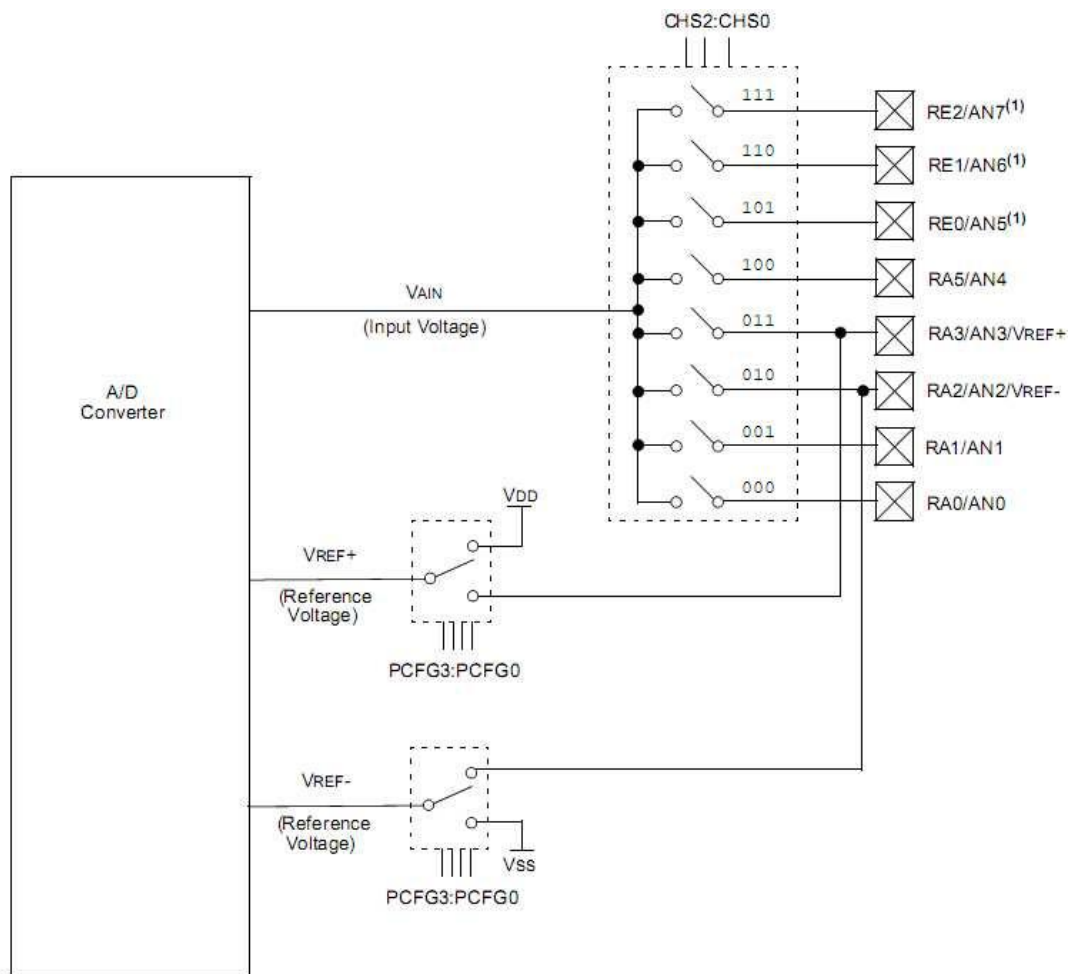 CHS2:CHS0
111
RE2/AN7(1)
110
RE1/AN6(1)
101
RE0/AN5(1)
100
RA5/AN4
VAIN
(Input Voltage)
011
RA3/AN3/VREF+
A/D
Converter
010
RA2/AN2/VREF-
001
RA1/AN1
000
RA0/AN0
VDD
VREF+
(Reference
Voltage)
PCFG3:PCFG0
VREF-
(Reference
Voltage)
VSS
PCFG3:PCFG0